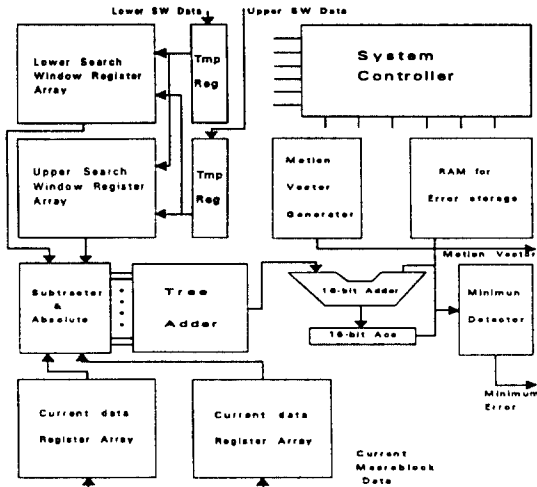 Lower SW Data
Upper SW Data
Lower Search
Window Register
Array
Tmp
Reg
System
Controller
Upper Search
Window Register
Array
Tmp
Reg
Motion
Vector
Generator
RAM for
Error storage
Motion Vector
Subtracter
&
Absolute
Tree
Adder
16-bit Adder
16-bit Acc
Minimun
Detector
Minimum
Error
Current data
Register Array
Current data
Register Array
Current
Macroblock
Data